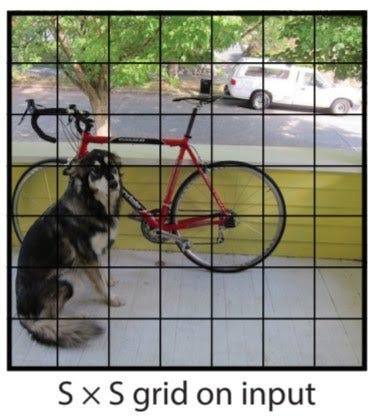 S × S grid on input